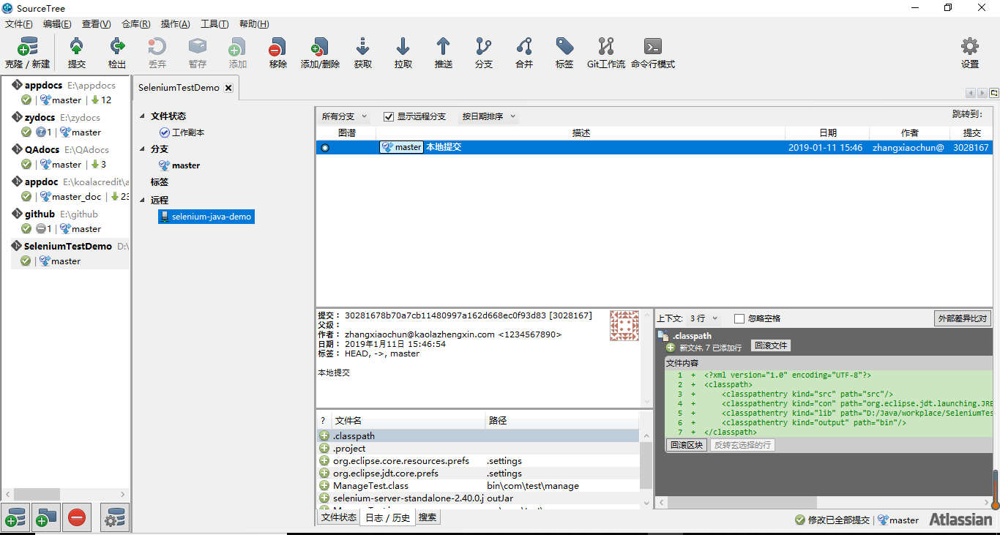 SourceTree
文件(F) 编辑(E) 查看(V) 仓库(R) 操作(A) 工具(T) 帮助(H)
克隆 / 新建 提交 检出 丢弃 暂存 添加 移除 添加/删除 获取 拉取 推送 分支 合并 标签 Git工作流 命令行模式 设置
appdocs E:\appdocs
master 12
zydocs E:\zydocs
1 master
QAdocs E:\QAdocs
master 3
appdoc E:\koalacredit\a
master_doc 23
github E:\github
1 master
SeleniumTestDemo D:\
master
SeleniumTestDemo
文件状态
工作副本
分支
master
标签
远程
selenium-java-demo
所有分支 显示远程分支 按日期排序 跳转到:
图谱 描述 日期 作者 提交
master 本地提交 2019-01-11 15:46 zhangxiaochun@ 3028167
提交: 30281678b70a7cb11480997a162d668ec0f93d83 [3028167]
父级:
作者: zhangxiaochun@kaolazhengxin.com <1234567890>
日期: 2019年1月11日 15:46:54
标签: HEAD, ->, master
本地提交
? 文件名 路径
.classpath
.project
org.eclipse.core.resources.prefs .settings
org.eclipse.jdt.core.prefs .settings
ManageTest.class bin\com\test\manage
selenium-server-standalone-2.40.0.j outJar
文件状态 日志 / 历史 搜索
上下文: 3 行 忽略空格 外部差异比对
.classpath
新文件, 7 已添加行 回滚文件
文件内容
1 + <?xml version="1.0" encoding="UTF-8"?>
2 + <classpath>
3 + <classpathentry kind="src" path="src"/>
4 + <classpathentry kind="con" path="org.eclipse.jdt.launching.JRE
5 + <classpathentry kind="lib" path="D:/Java/workplace/SeleniumTes
6 + <classpathentry kind="output" path="bin"/>
7 + </classpath>
回滚区块 反转玄选择的行
修改已全部提交 master Atlassian